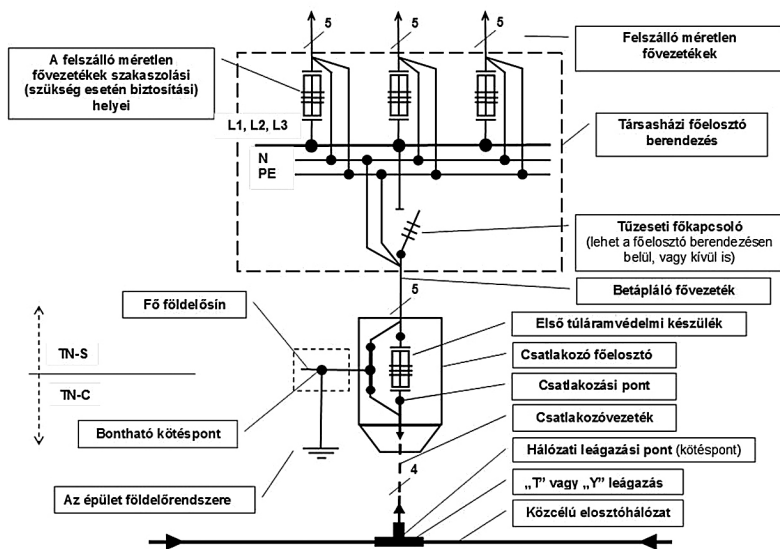 5
5
5
Felszálló méretlen
fővezetékek
A felszálló méretlen
fővezetékek szakaszolási
(szükség esetén biztosítási)
helyei
L1, L2, L3
Társasházi főelosztó
berendezés
N
PE
Tűzeseti főkapcsoló
(lehet a főelosztó berendezésen
belül, vagy kívül is)
Betápláló fővezeték
5
Fő földelősín
Első túláramvédelmi készülék
TN-S
Csatlakozó főelosztó
TN-C
Csatlakozási pont
Csatlakozóvezeték
Bontható kötéspont
Hálózati leágazási pont (kötéspont)
4
„T" vagy „Y" leágazás
Az épület földelőrendszere
Közcélú elosztóhálózat